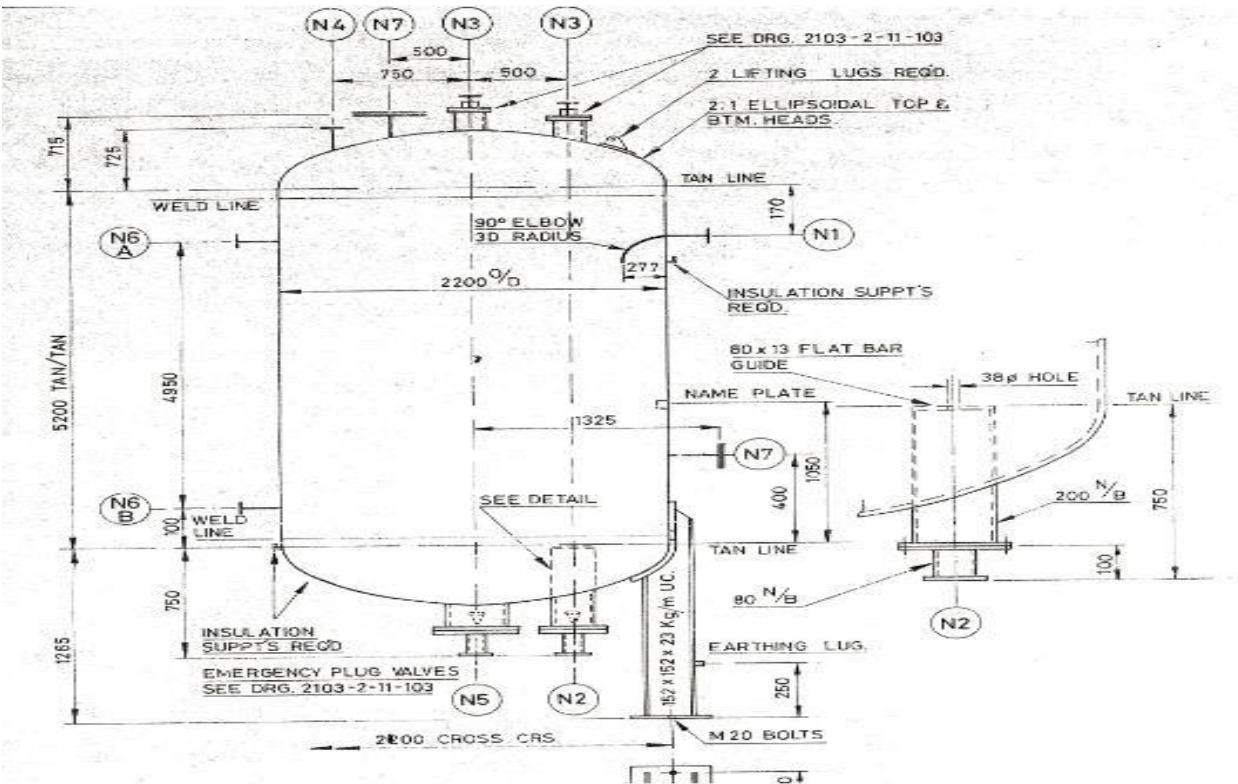 N4
N7
N3
N3
500
750
500
SEE DRG. 2103-2-11-103
2 LIFTING LUGS REQD.
2:1 ELLIPSOIDAL TOP &
BTM. HEADS.
715
725
TAN LINE
WELD LINE
170
N6
A
90° ELBOW
3D RADIUS
N1
277
2200 O/D
INSULATION SUPPT'S
REQD.
5200 TAN/TAN
4950
80 x 13 FLAT BAR
GUIDE
38ø HOLE
NAME PLATE
TAN LINE
1325
N7
1050
400
N6
B
SEE DETAIL
200 N/B
750
100
WELD
LINE
TAN LINE
100
750
80 N/B
N2
1265
INSULATION
SUPPT'S REQD
152 x 152 x 23 Kg/m UC.
EARTHING LUG.
EMERGENCY PLUG VALVES
SEE DRG. 2103-2-11-103
N5
N2
250
M20 BOLTS
CROSS CRS.